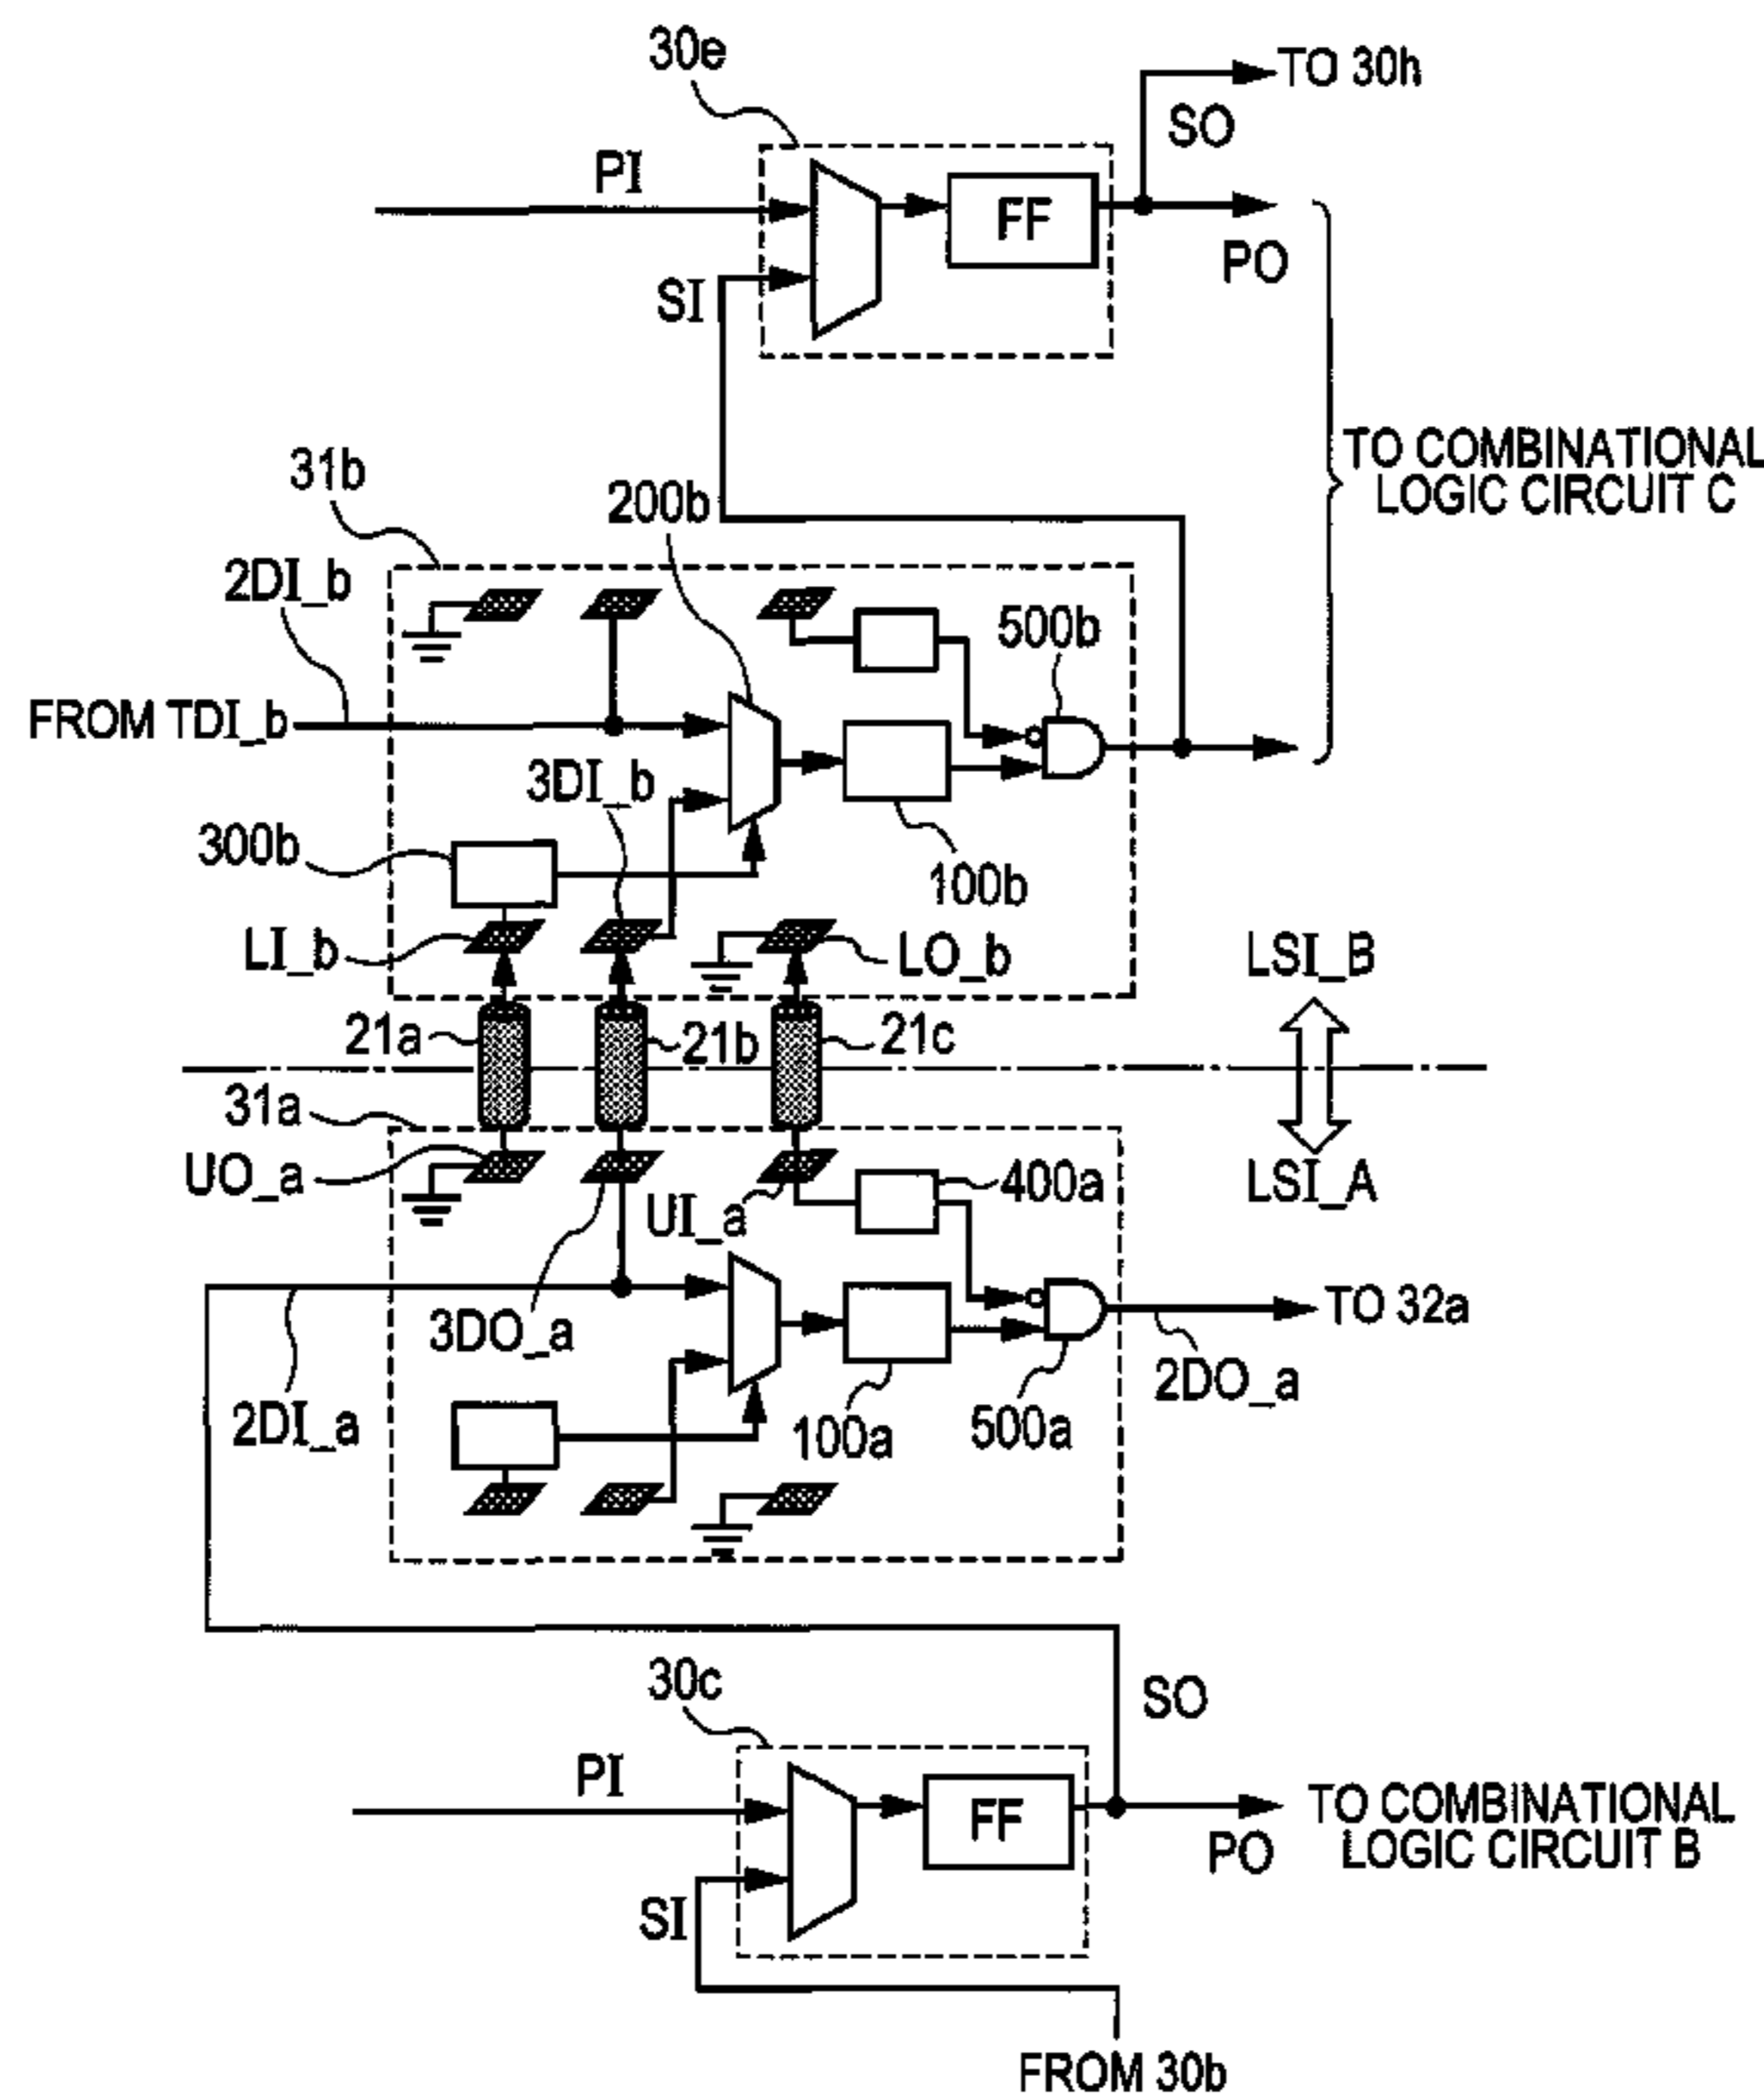 30e
TO 30h
SO
PI
FF
PO
SI
TO COMBINATIONAL
LOGIC CIRCUIT C
31b
200b
2DI_b
500b
FROM TDI_b
3DI_b
300b
100b
LI_b
LO_b
LSI_B
21a
21b
21c
31a
UO_a
UI_a
400a
LSI_A
3DO_a
TO 32a
2DI_a
100a
500a
2DO_a
30c
SO
PI
FF
TO COMBINATIONAL
LOGIC CIRCUIT B
PO
SI
FROM 30b